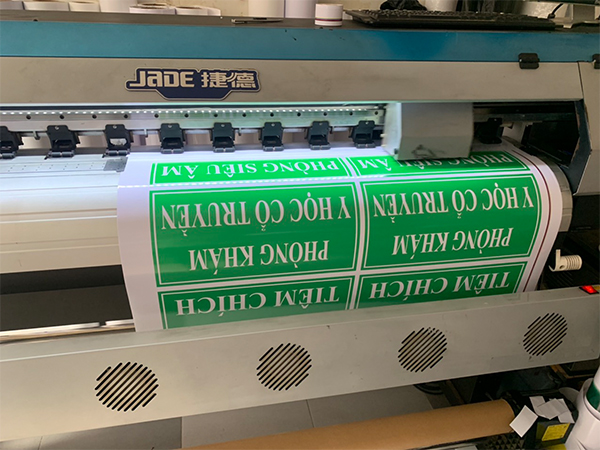 JADE 捷德
PHÒNG SIÊU ÂM
PHÒNG SIÊU ÂM
PHÒNG KHÁM
Y HỌC CỔ TRUYỀN
PHÒNG KHÁM
Y HỌC CỔ TRUYỀN
TIÊM CHÍCH
TIÊM CHÍCH